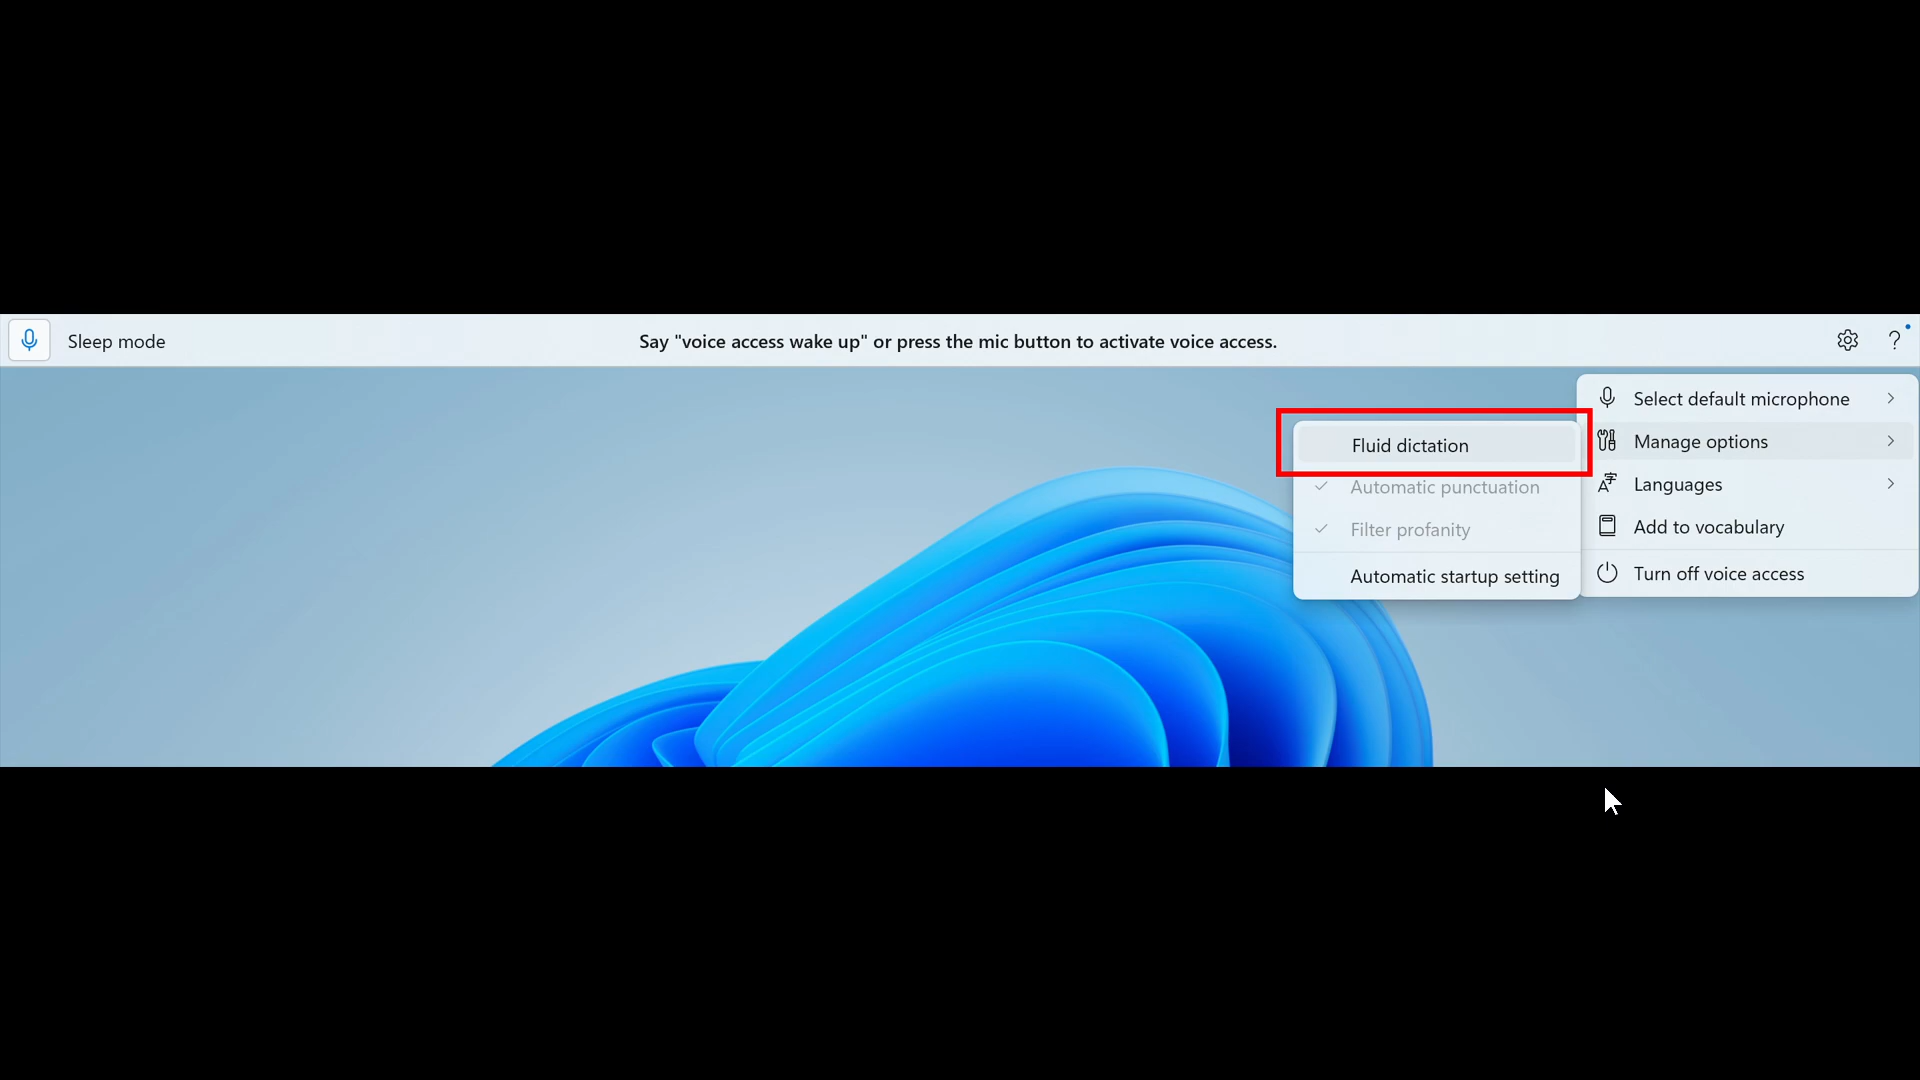 Sleep mode
Say "voice access wake up" or press the mic button to activate voice access.
?
Select default microphone
Manage options
Languages
Add to vocabulary
Turn off voice access
Fluid dictation
Automatic punctuation
Filter profanity
Automatic startup setting